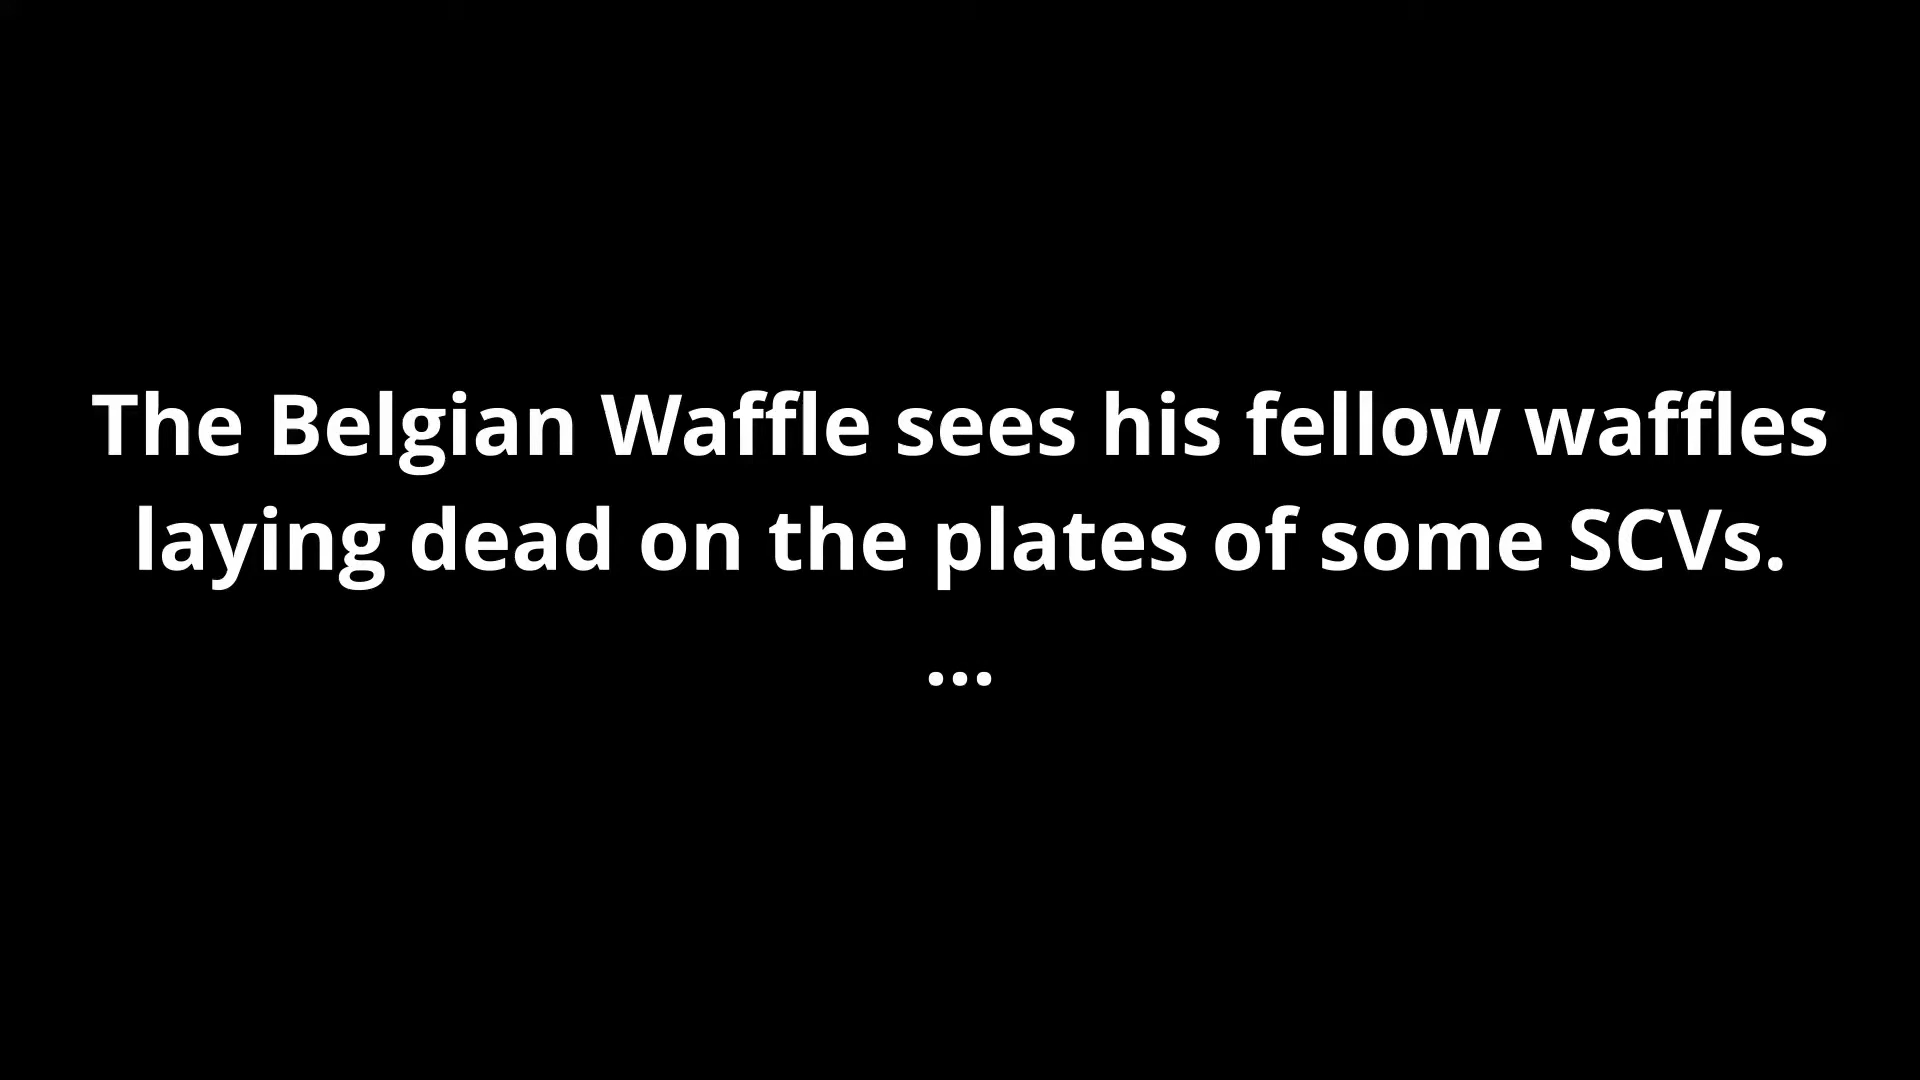 The Belgian Waffle sees his fellow waffles
laying dead on the plates of some SCVs.
...